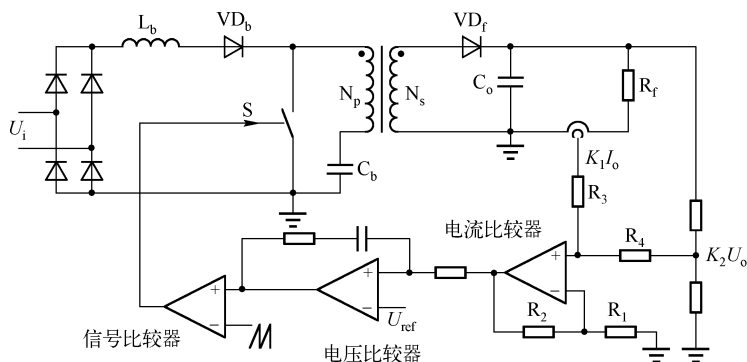 L_b
VD_b
VD_f
U_i
S
N_p
N_s
C_o
R_f
C_b
K_1I_o
R_3
电流比较器
R_4
K_2U_o
+
−
R_2
R_1
+
−
U_ref
电压比较器
+
−
信号比较器